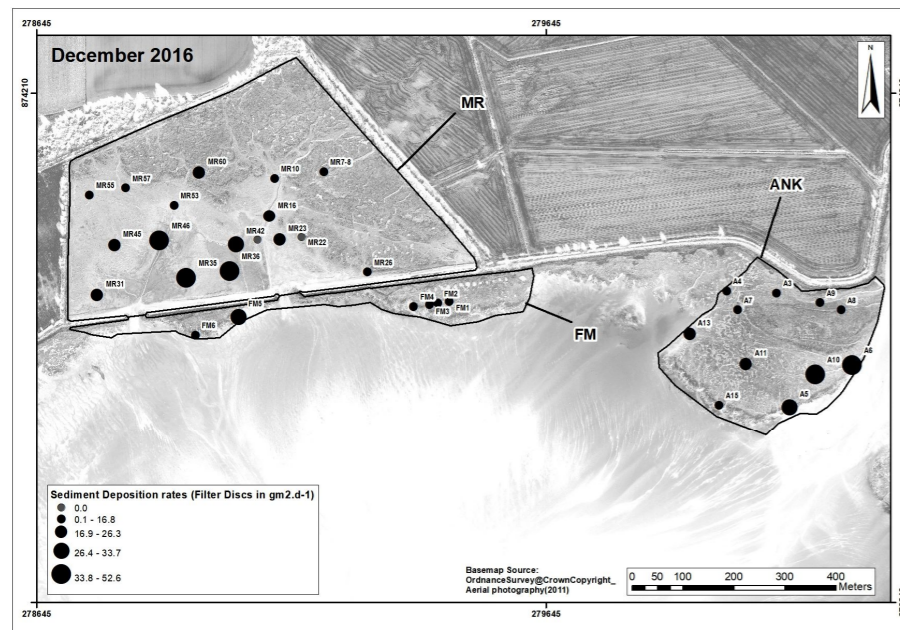 278645
279645
December 2016
N
874210
MR
MR60
MR7-8
MR10
MR55
MR57
MR53
ANK
MR16
MR45
MR46
MR42
MR23
MR22
MR35
MR36
MR26
MR31
FM5
FM6
FM4
FM2
FM3
FM1
FM
A4
A3
A7
A9
A8
A13
A11
A10
A6
A15
A5
Sediment Deposition rates (Filter Discs in gm2.d-1)
0.0
0.1 - 16.8
16.9 - 26.3
26.4 - 33.7
33.8 - 52.6
Basemap Source:
OrdnanceSurvey@CrownCopyright_
Aerial photography(2011)
0 50 100 200 300 400
Meters
278645
279645